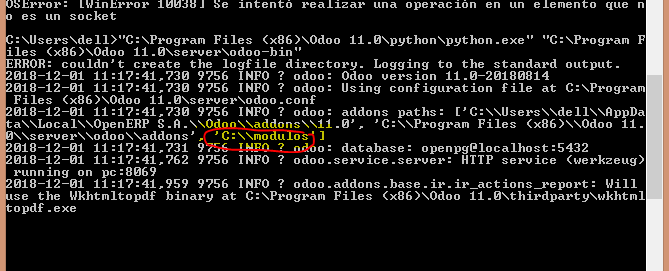 OSError: [WinError 10038] Se intentó realizar una operación en un elemento que n
o es un socket
C:\Users\dell>"C:\Program Files (x86)\Odoo 11.0\python\python.exe" "C:\Program F
iles (x86)\Odoo 11.0\server\odoo-bin"
ERROR: couldn't create the logfile directory. Logging to the standard output.
2018-12-01 11:17:41,730 9756 INFO ? odoo: Odoo version 11.0-20180814
2018-12-01 11:17:41,730 9756 INFO ? odoo: Using configuration file at C:\Program
 Files (x86)\Odoo 11.0\server\odoo.conf
2018-12-01 11:17:41,730 9756 INFO ? odoo: addons paths: ['C:\\Users\\dell\\AppDa
ta\\Local\\OpenERP S.A.\\Odoo\\addons\\11.0', 'C:\\Program Files (x86)\\Odoo 11.
0\\server\\odoo\\addons', 'C:\\modulos']
2018-12-01 11:17:41,731 9756 INFO ? odoo: database: openpg@localhost:5432
2018-12-01 11:17:41,762 9756 INFO ? odoo.service.server: HTTP service (werkzeug)
 running on pc:8069
2018-12-01 11:17:41,959 9756 INFO ? odoo.addons.base.ir.ir_actions_report: Will
use the Wkhtmltopdf binary at C:\Program Files (x86)\Odoo 11.0\thirdparty\wkhtml
topdf.exe